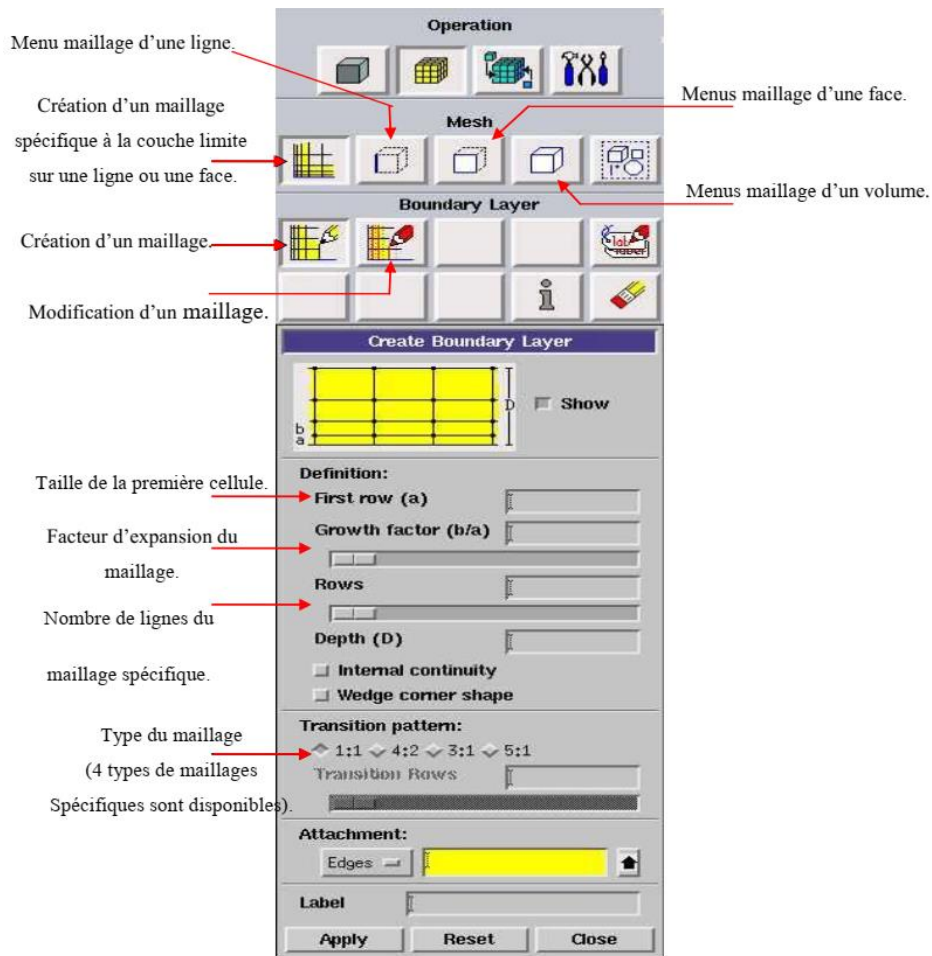 Operation
Menu maillage d'une ligne.
Menus maillage d'une face.
Création d'un maillage
spécifique à la couche limite
sur une ligne ou une face.
Mesh
Menus maillage d'un volume.
Boundary Layer
Création d'un maillage.
label
Modification d'un maillage.
Create Boundary Layer
D
Show
b
a
Definition:
Taille de la première cellule.
First row (a)
Facteur d'expansion du
maillage.
Growth factor (b/a)
Rows
Nombre de lignes du
maillage spécifique.
Depth (D)
Internal continuity
Wedge corner shape
Transition pattern:
Type du maillage
(4 types de maillages
Spécifiques sont disponibles).
1:1 4:2 3:1 5:1
Transition Rows
Attachment:
Edges
Label
Apply Reset Close